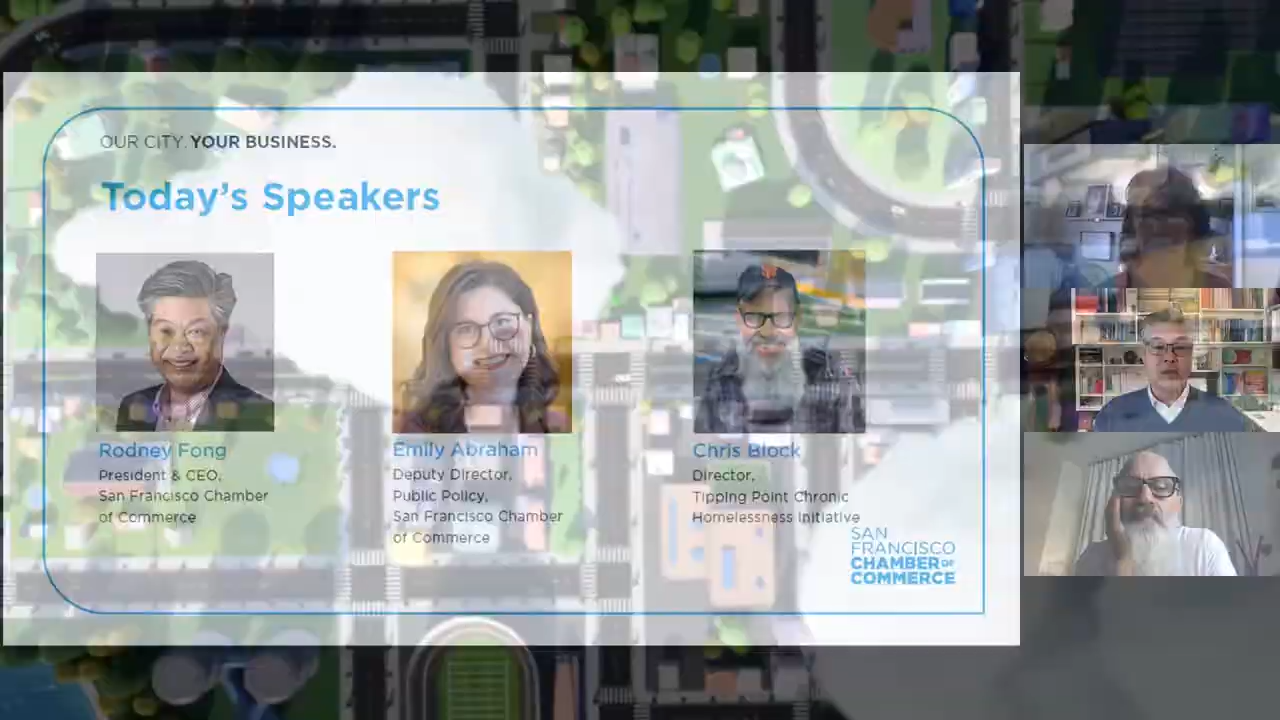 OUR CITY. YOUR BUSINESS.
Today's Speakers
Rodney Fong
President & CEO,
San Francisco Chamber
of Commerce
Emily Abraham
Deputy Director,
Public Policy,
San Francisco Chamber
of Commerce
Chris Block
Director,
Tipping Point Chronic
Homelessness Initiative
SAN
FRANCISCO
CHAMBER OF
COMMERCE